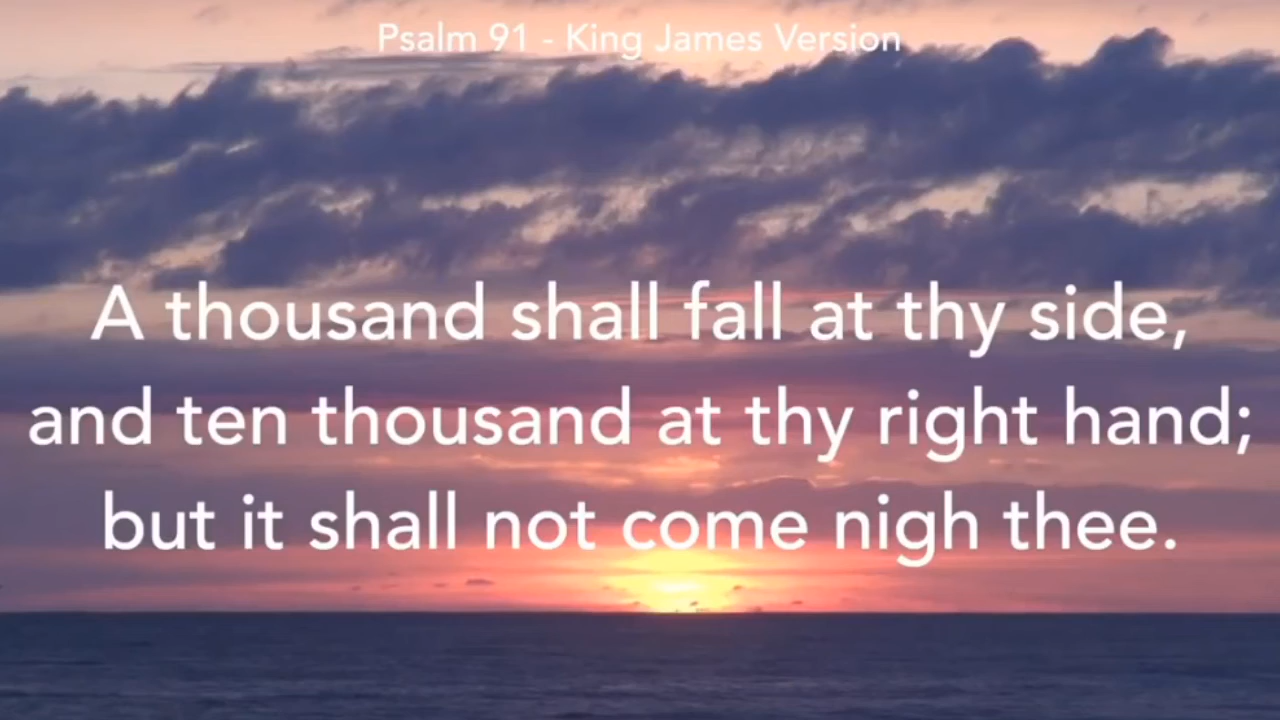 Psalm 91 - King James Version
A thousand shall fall at thy side,
and ten thousand at thy right hand;
but it shall not come nigh thee.